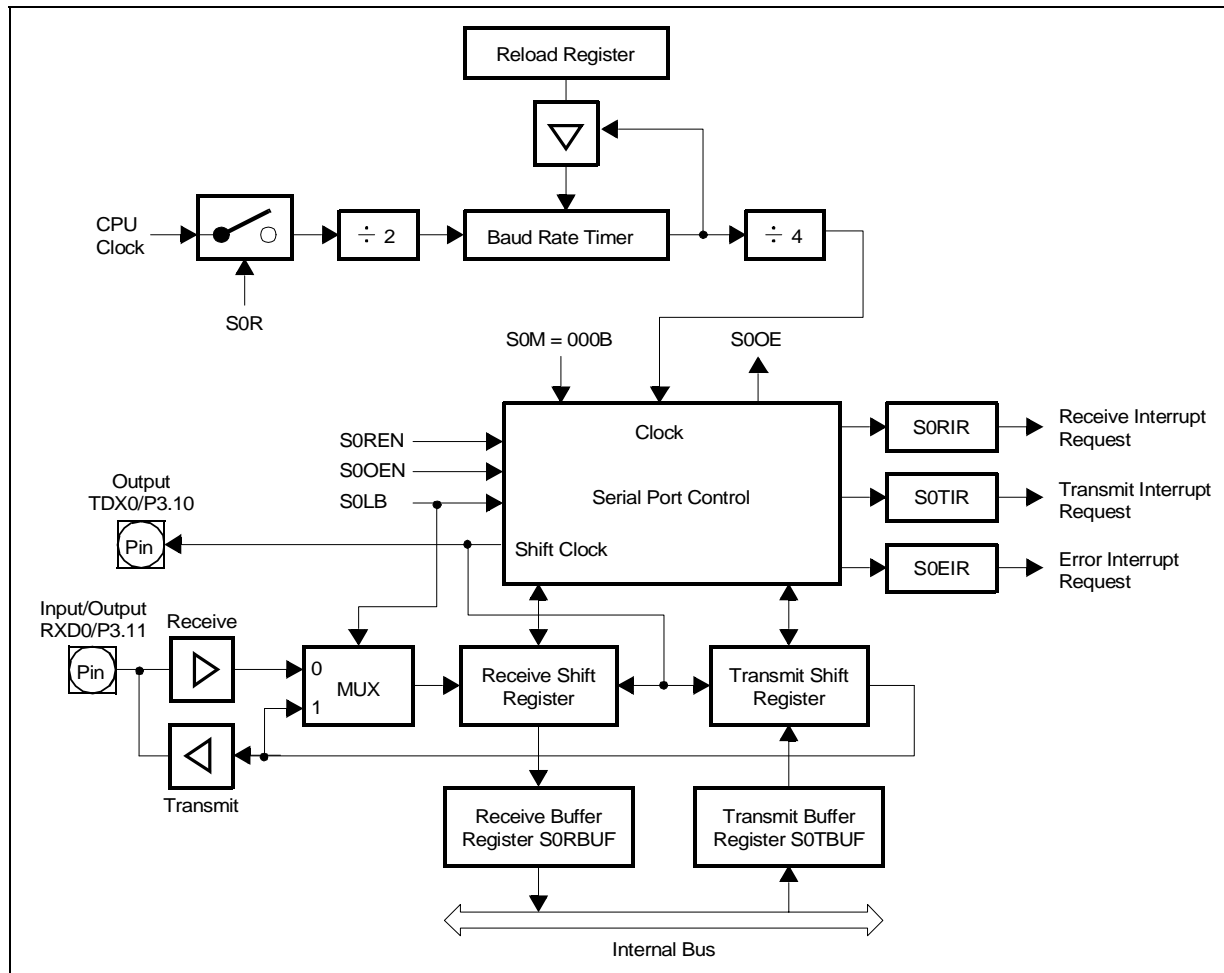 Reload Register
CPU
Clock
÷ 2
Baud Rate Timer
÷ 4
S0R
S0M = 000B
S0OE
Clock
S0REN
S0OEN
S0LB
Serial Port Control
Shift Clock
S0RIR
Receive Interrupt
Request
S0TIR
Transmit Interrupt
Request
S0EIR
Error Interrupt
Request
Output
TDX0/P3.10
Pin
Input/Output
RXD0/P3.11
Pin
Receive
0
MUX
1
Receive Shift
Register
Transmit Shift
Register
Transmit
Receive Buffer
Register S0RBUF
Transmit Buffer
Register S0TBUF
Internal Bus